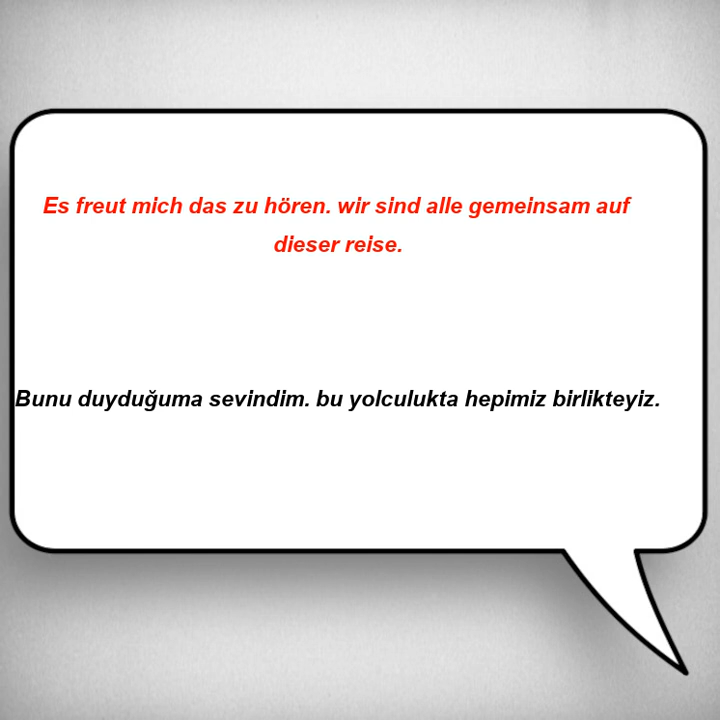 Es freut mich das zu hören. wir sind alle gemeinsam auf
dieser reise.
Bunu duyduğuma sevindim. bu yolculukta hepimiz birlikteyiz.